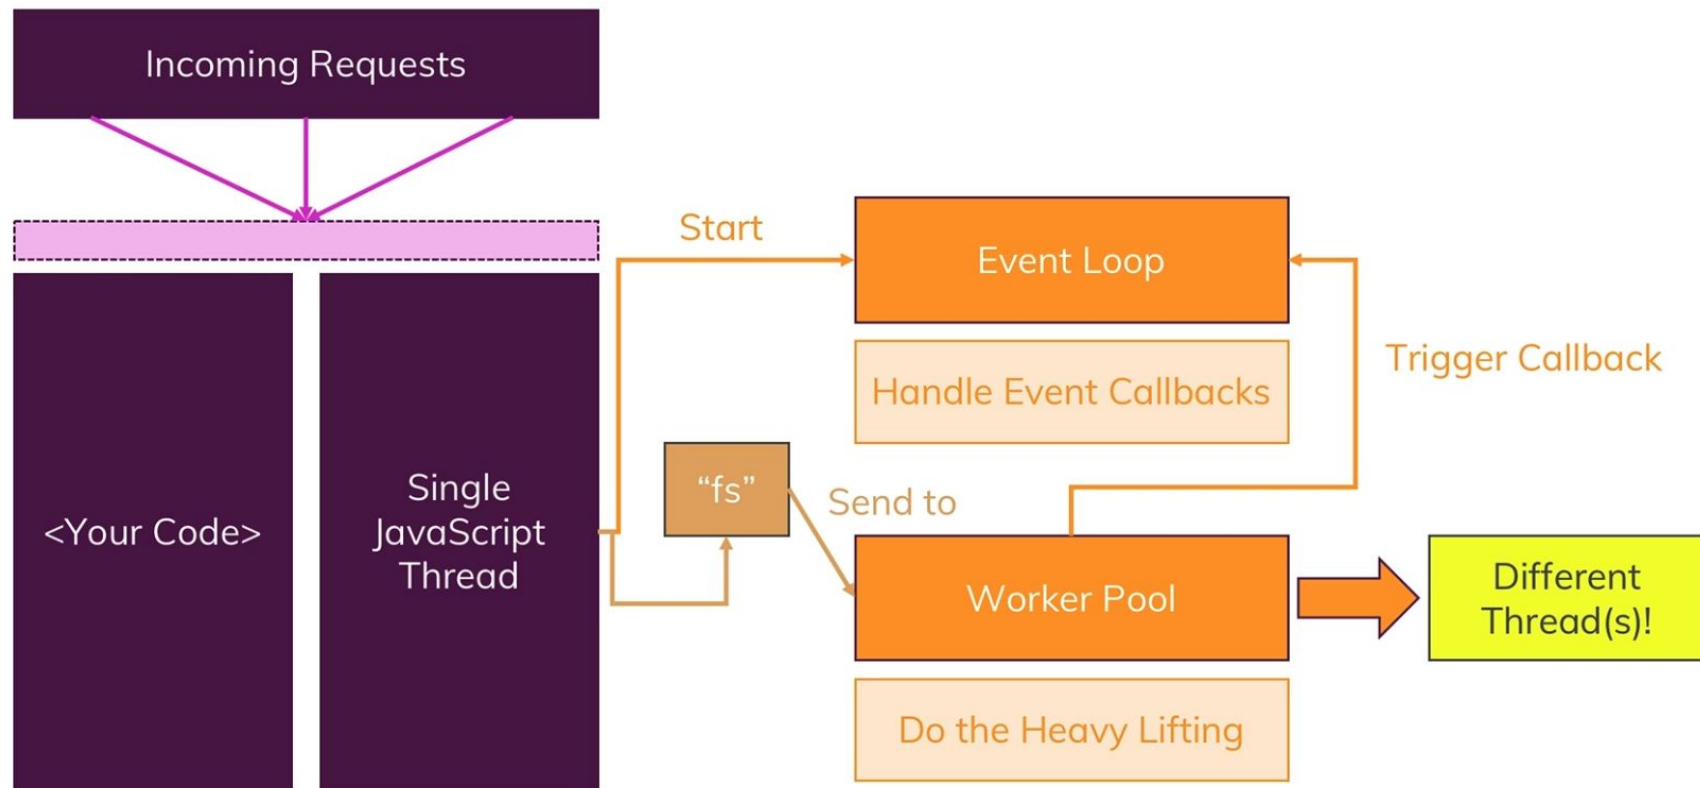 Incoming Requests
<Your Code>
Single
JavaScript
Thread
Start
Event Loop
Handle Event Callbacks
Trigger Callback
“fs”
Send to
Worker Pool
Do the Heavy Lifting
Different
Thread(s)!